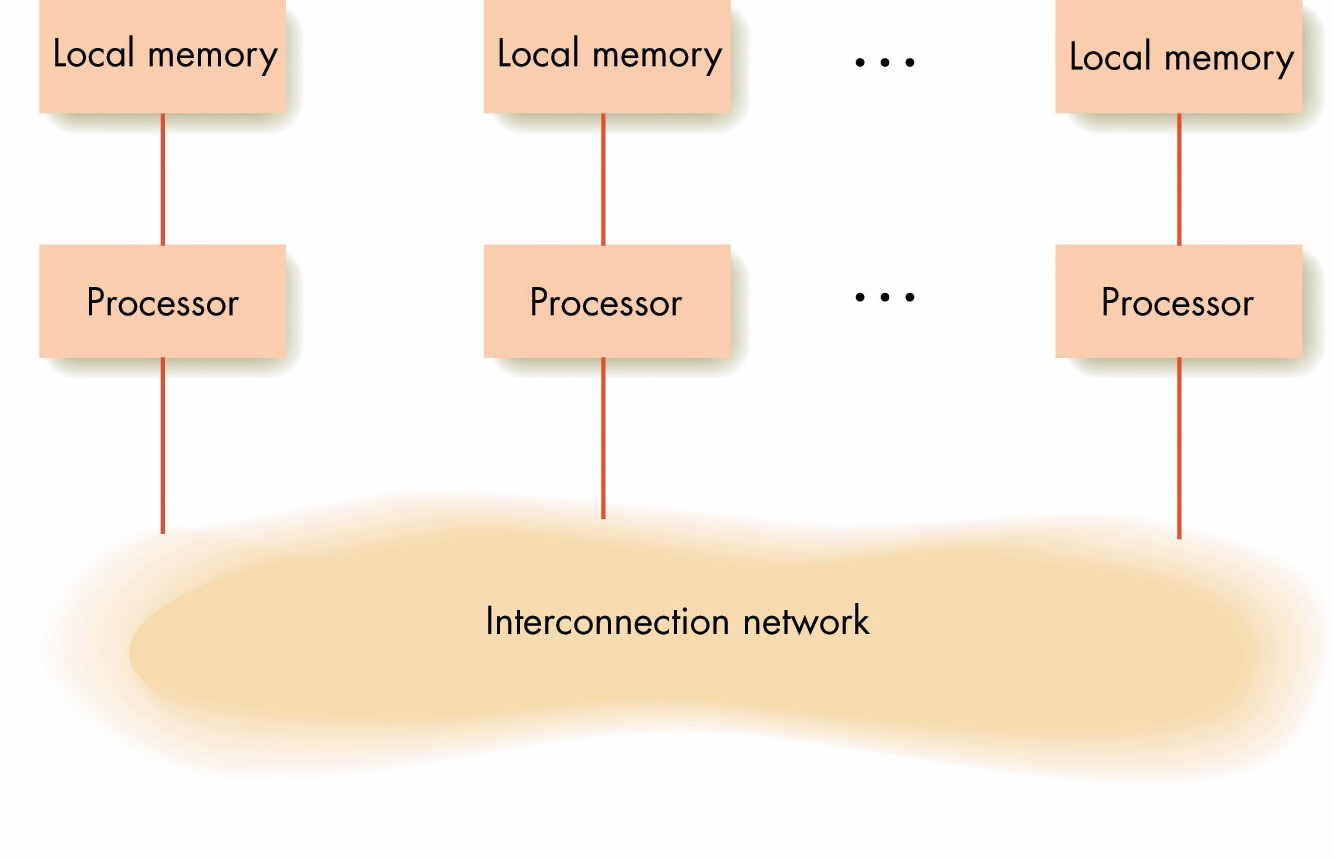 Local memory
Local memory
...
Local memory
Processor
Processor
...
Processor
Interconnection network